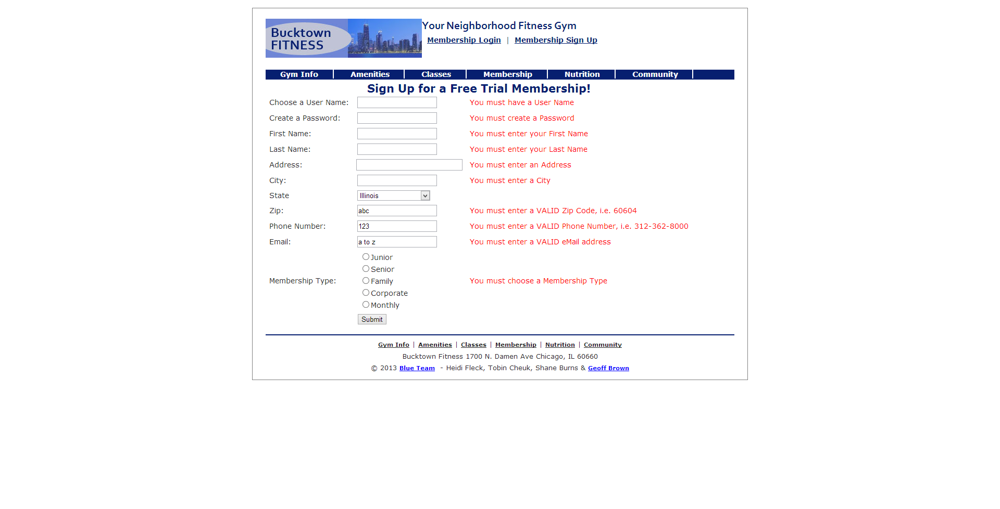 Bucktown
FITNESS
Your Neighborhood Fitness Gym
Membership Login | Membership Sign Up
Gym Info Amenities Classes Membership Nutrition Community
Sign Up for a Free Trial Membership!
Choose a User Name: You must have a User Name
Create a Password: You must create a Password
First Name: You must enter your First Name
Last Name: You must enter your Last Name
Address: You must enter an Address
City: You must enter a City
State Illinois
Zip: abc You must enter a VALID Zip Code, i.e. 60604
Phone Number: 123 You must enter a VALID Phone Number, i.e. 312-362-8000
Email: a to z You must enter a VALID eMail address
Junior
Senior
Membership Type: Family You must choose a Membership Type
Corporate
Monthly
Submit
Gym Info | Amenities | Classes | Membership | Nutrition | Community
Bucktown Fitness 1700 N. Damen Ave Chicago, IL 60660
© 2013 Blue Team - Heidi Fleck, Tobin Cheuk, Shane Burns & Geoff Brown